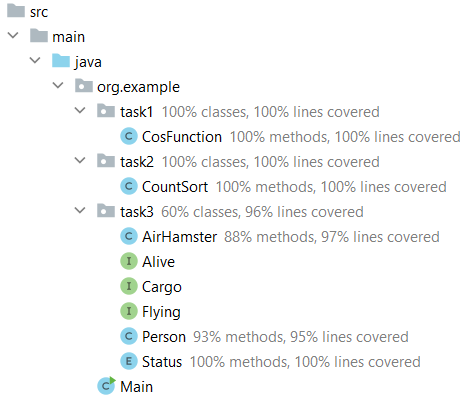 src
main
java
org.example
task1 100% classes, 100% lines covered
C CosFunction 100% methods, 100% lines covered
task2 100% classes, 100% lines covered
C CountSort 100% methods, 100% lines covered
task3 60% classes, 96% lines covered
C AirHamster 88% methods, 97% lines covered
I Alive
I Cargo
I Flying
C Person 93% methods, 95% lines covered
E Status 100% methods, 100% lines covered
C Main